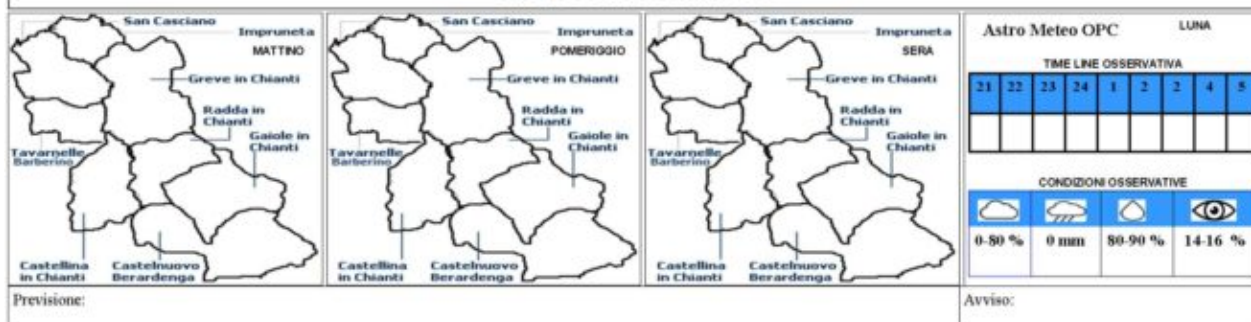 San Casciano
Impruneta
MATTINO
Greve in Chianti
Radda in
Chianti
Gaiole in
Chianti
Tavarnelle
Barberino
Castellina
in Chianti
Castelnuovo
Berardenga
San Casciano
Impruneta
POMERIGGIO
Greve in Chianti
Radda in
Chianti
Gaiole in
Chianti
Tavarnelle
Barberino
Castellina
in Chianti
Castelnuovo
Berardenga
San Casciano
Impruneta
SERA
Greve in Chianti
Radda in
Chianti
Gaiole in
Chianti
Tavarnelle
Barberino
Castellina
in Chianti
Castelnuovo
Berardenga
Astro Meteo OPC LUNA
TIME LINE OSSERVATIVA
21 22 23 24 1 2 2 4 5
CONDIZIONI OSSERVATIVE
0-80 % 0 mm 80-90 % 14-16 %
Previsione:
Avviso: